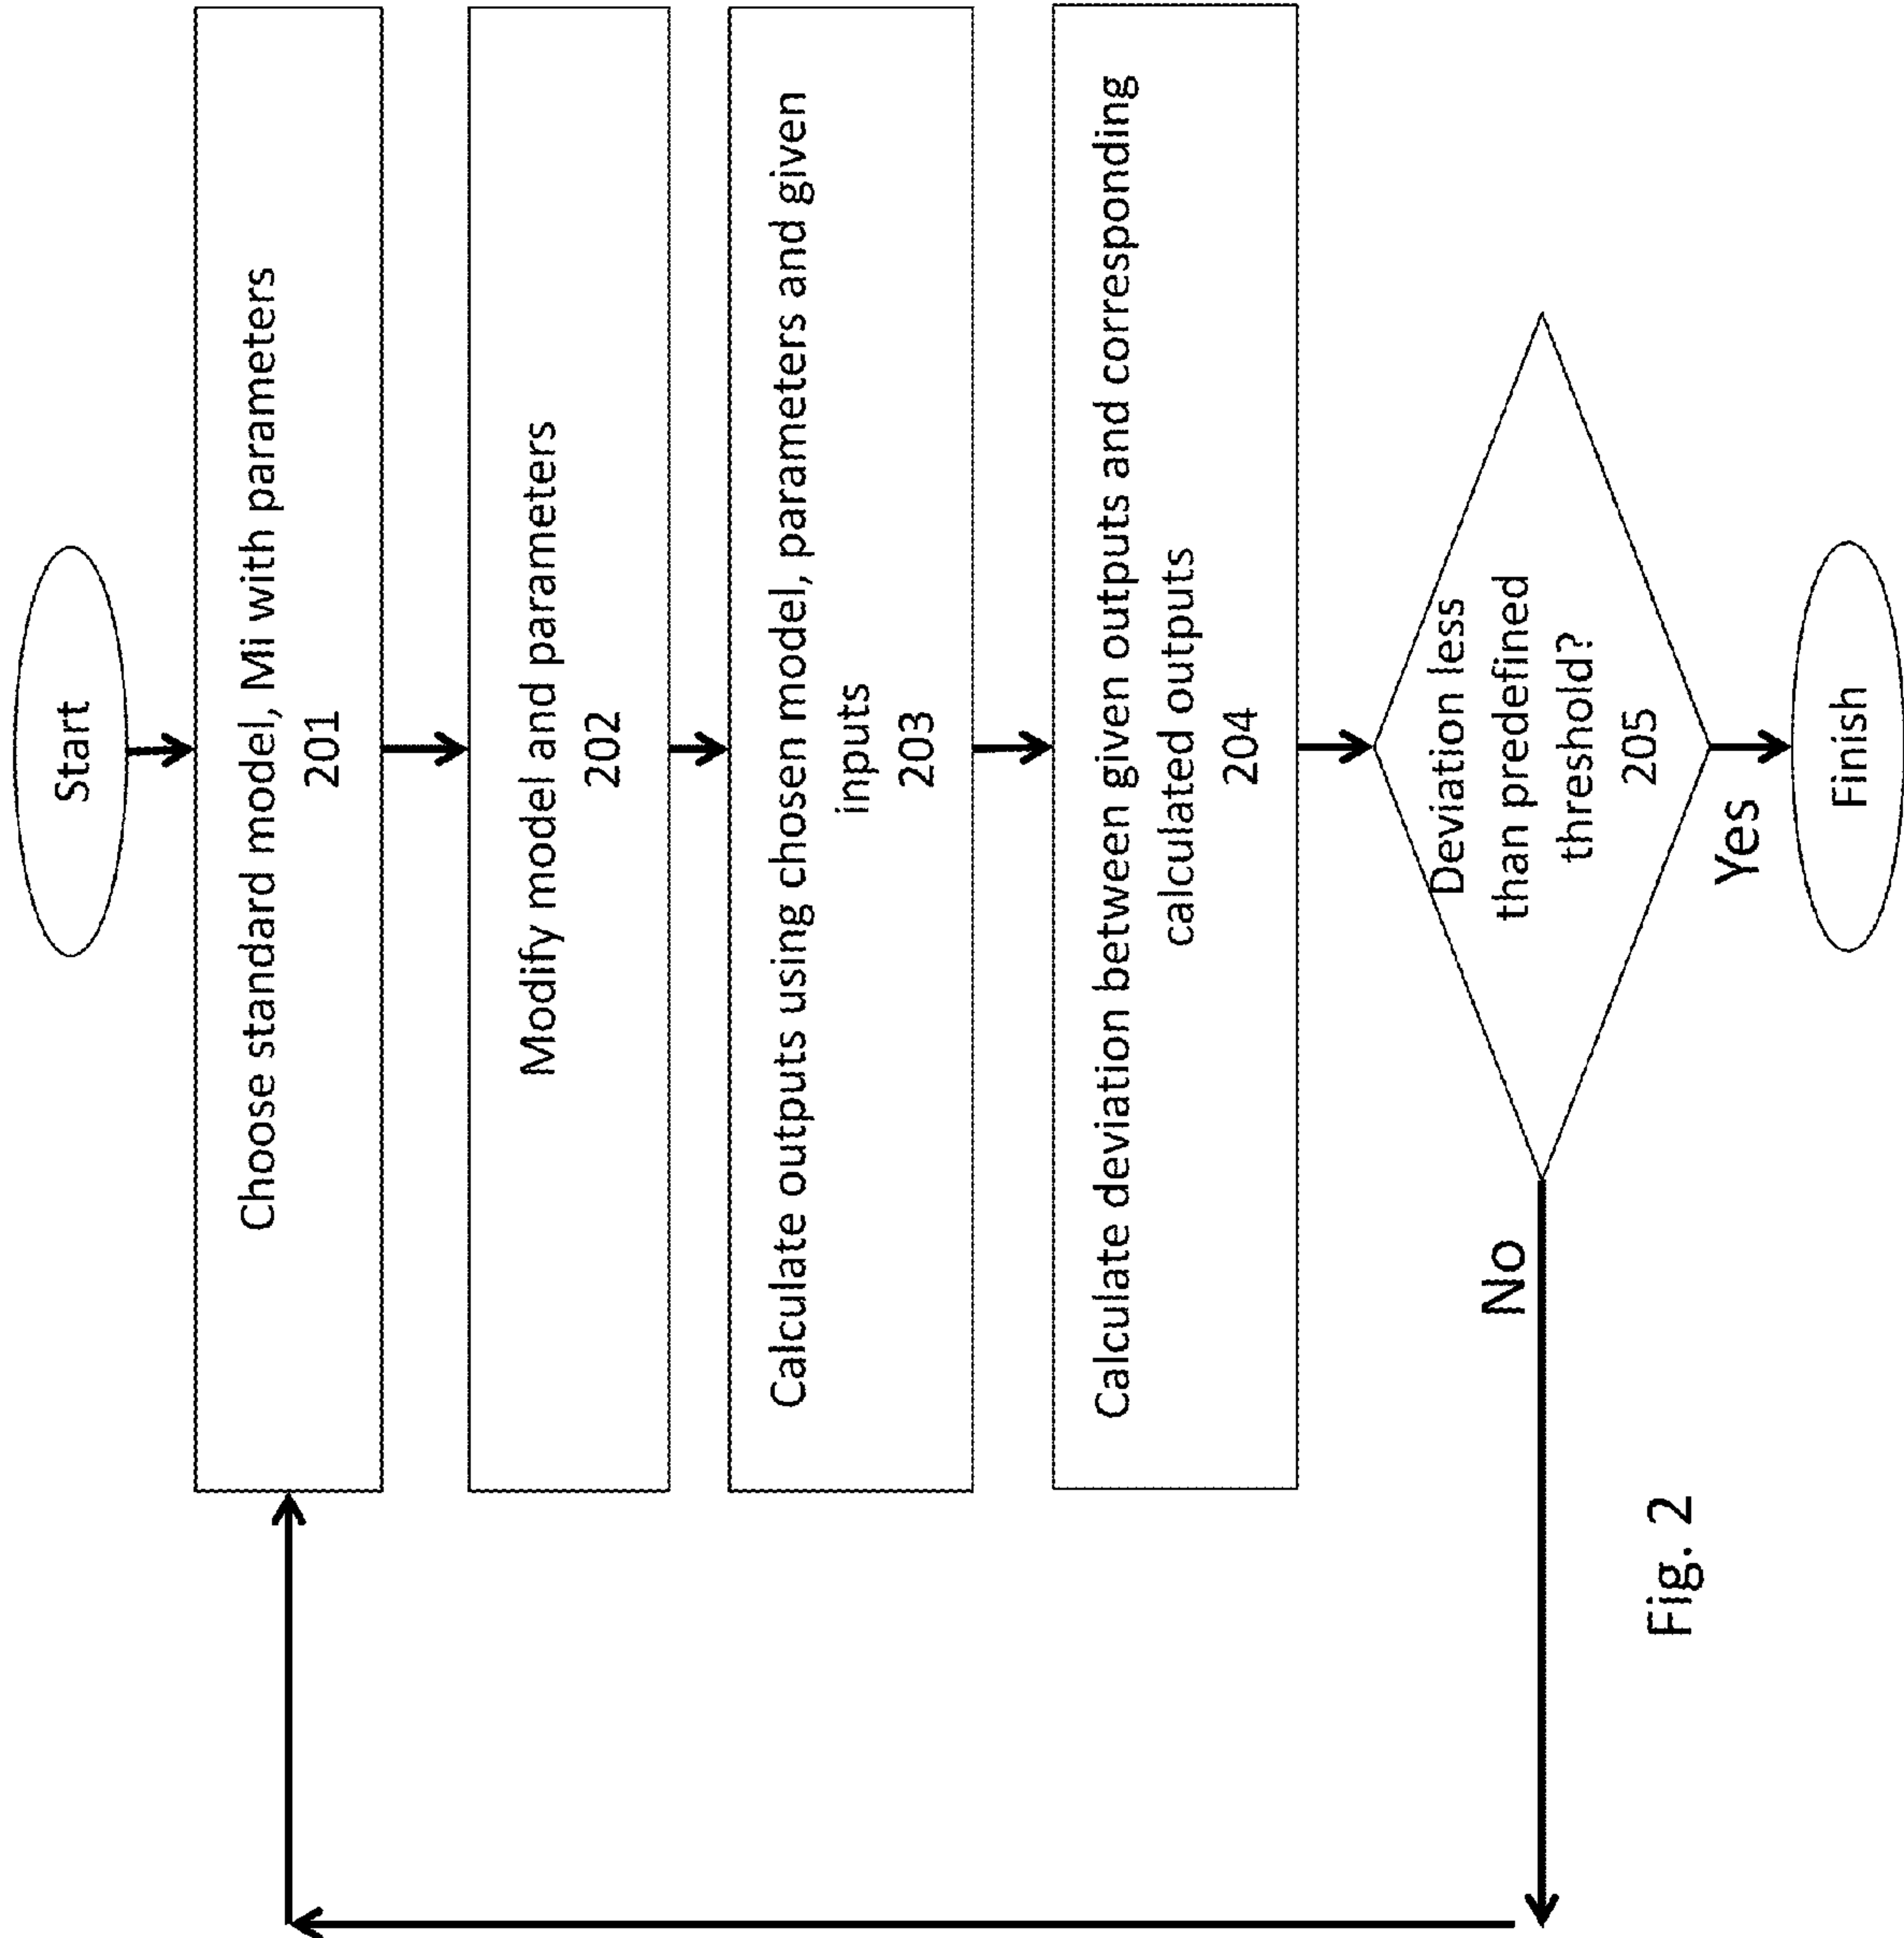 Start
Choose standard model, Mi with parameters
201
Modify model and parameters
202
Calculate outputs using chosen model, parameters and given
inputs
203
Calculate deviation between given outputs and corresponding
calculated outputs
204
Deviation less
than predefined
threshold?
205
No
Yes
Finish
Fig. 2